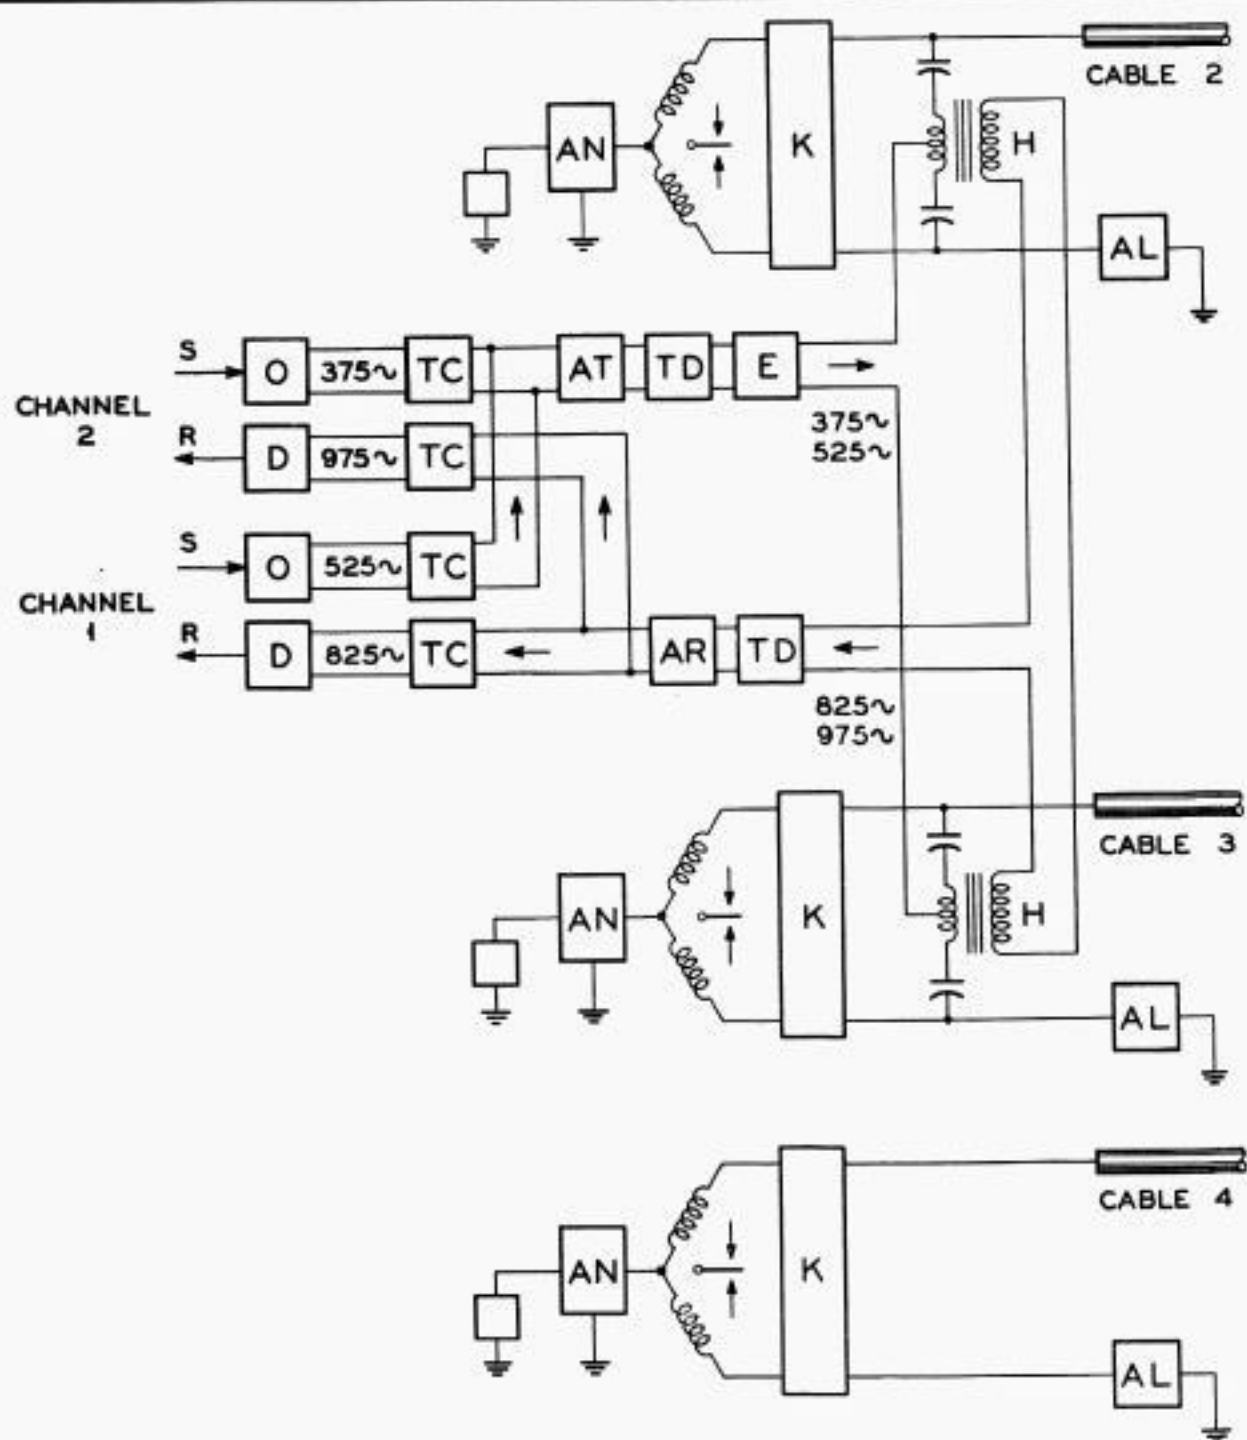 CABLE 2
AN
K
H
AL
S
O
375~
TC
AT
TD
E
CHANNEL
2
R
D
975~
TC
375~
525~
S
O
525~
TC
CHANNEL
1
R
D
825~
TC
AR
TD
825~
975~
CABLE 3
AN
K
H
AL
CABLE 4
AN
K
AL